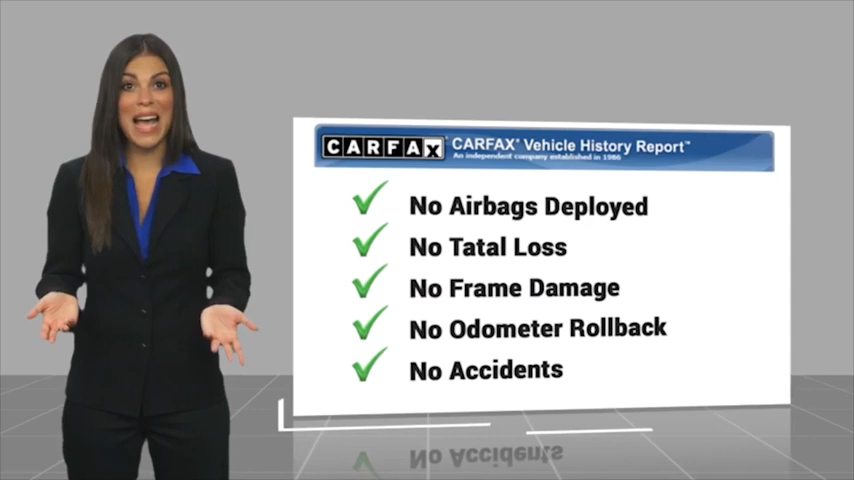 CARFAX CARFAX® Vehicle History Report™
An independent company established in 1986
No Airbags Deployed
No Tatal Loss
No Frame Damage
No Odometer Rollback
No Accidents
No Accidents